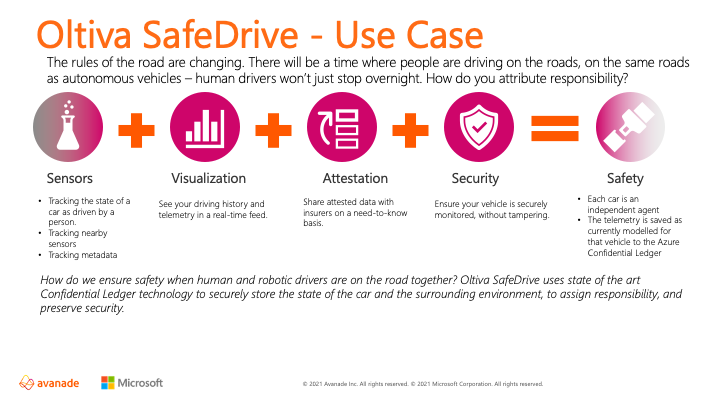 Oltiva SafeDrive - Use Case
The rules of the road are changing. There will be a time where people are driving on the roads, on the same roads
as autonomous vehicles – human drivers won't just stop overnight. How do you attribute responsibility?
Sensors
• Tracking the state of a
car as driven by a
person.
• Tracking nearby
sensors
• Tracking metadata
Visualization
See your driving history and
telemetry in a real-time feed.
Attestation
Share attested data with
insurers on a need-to-know
basis.
Security
Ensure your vehicle is securely
monitored, without tampering.
Safety
• Each car is an
independent agent
• The telemetry is saved as
currently modelled for
that vehicle to the Azure
Confidential Ledger
How do we ensure safety when human and robotic drivers are on the road together? Oltiva SafeDrive uses state of the art
Confidential Ledger technology to securely store the state of the car and the surrounding environment, to assign responsibility, and
preserve security.
avanade
Microsoft
© 2021 Avanade Inc. All rights reserved. © 2021 Microsoft Corporation. All rights reserved.